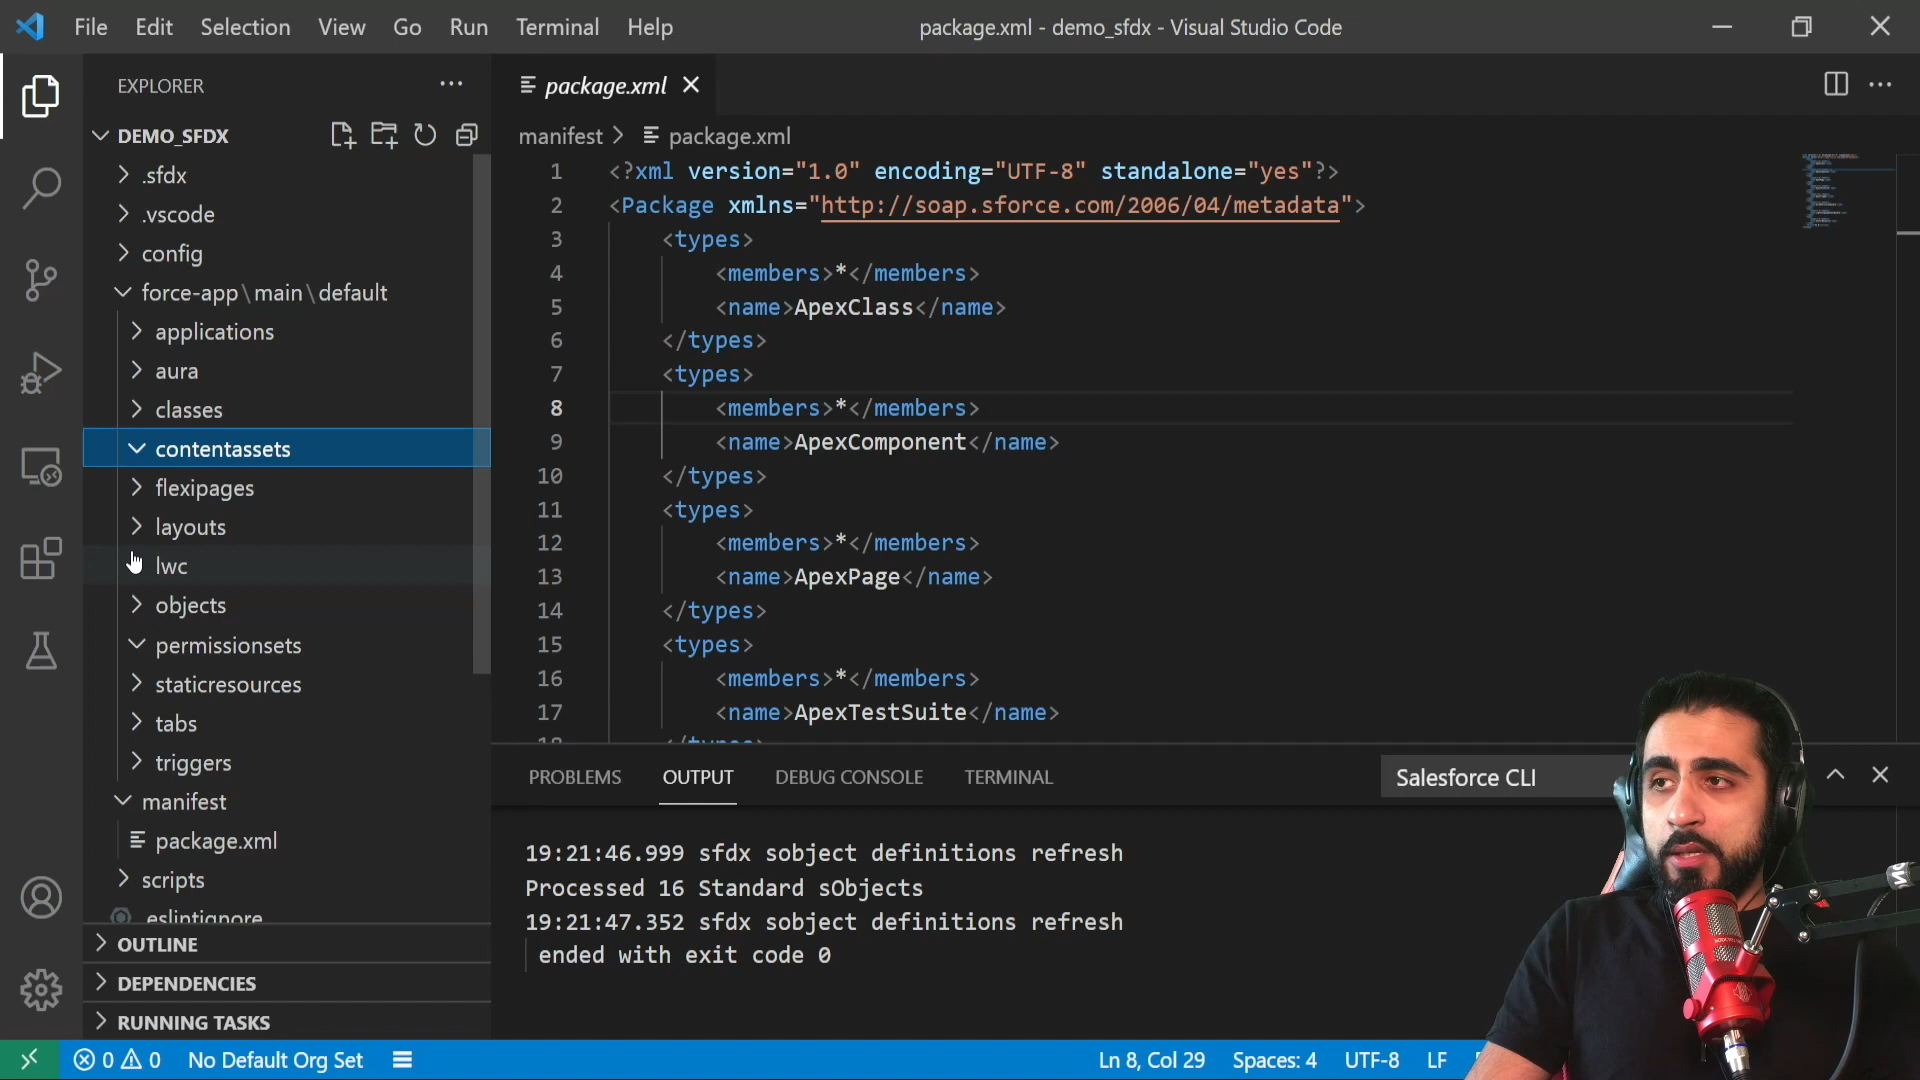 File Edit Selection View Go Run Terminal Help package.xml - demo_sfdx - Visual Studio Code
EXPLORER
DEMO_SFDX
.sfdx
.vscode
config
force-app\main\default
applications
aura
classes
contentassets
flexipages
layouts
lwc
objects
permissionsets
staticresources
tabs
triggers
manifest
package.xml
scripts
.eslintignore
OUTLINE
DEPENDENCIES
RUNNING TASKS
package.xml
manifest > package.xml
1 <?xml version="1.0" encoding="UTF-8" standalone="yes"?>
2 <Package xmlns="http://soap.sforce.com/2006/04/metadata">
3 <types>
4 <members>*</members>
5 <name>ApexClass</name>
6 </types>
7 <types>
8 <members>*</members>
9 <name>ApexComponent</name>
10 </types>
11 <types>
12 <members>*</members>
13 <name>ApexPage</name>
14 </types>
15 <types>
16 <members>*</members>
17 <name>ApexTestSuite</name>
18 </types>
PROBLEMS OUTPUT DEBUG CONSOLE TERMINAL Salesforce CLI
19:21:46.999 sfdx sobject definitions refresh
Processed 16 Standard sObjects
19:21:47.352 sfdx sobject definitions refresh
ended with exit code 0
0 0 No Default Org Set Ln 8, Col 29 Spaces: 4 UTF-8 LF